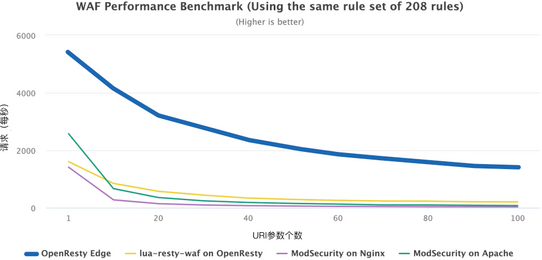 WAF Performance Benchmark (Using the same rule set of 208 rules)
(Higher is better)
6000
4000
2000
0
请求（每秒）
1 20 40 60 80 100
URI参数个数
OpenResty Edge lua-resty-waf on OpenResty ModSecurity on Nginx ModSecurity on Apache